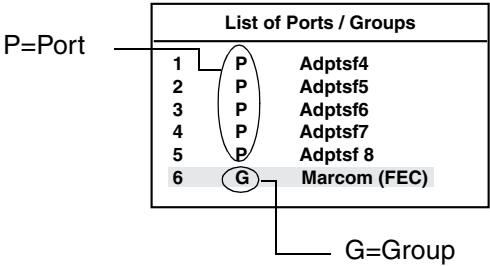 List of Ports / Groups
P=Port
1 P Adptsf4
2 P Adptsf5
3 P Adptsf6
4 P Adptsf7
5 P Adptsf 8
6 G Marcom (FEC)
G=Group